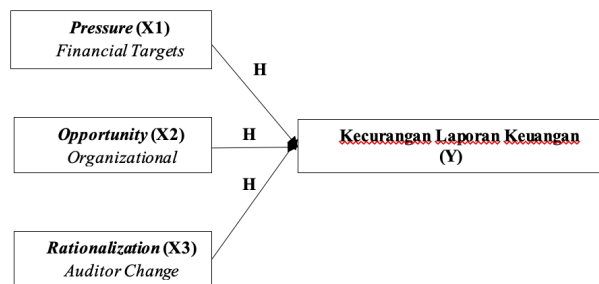 Pressure (X1)
Financial Targets
H
Opportunity (X2)
Organizational
H
Kecurangan Laporan Keuangan
(Y)
H
Rationalization (X3)
Auditor Change